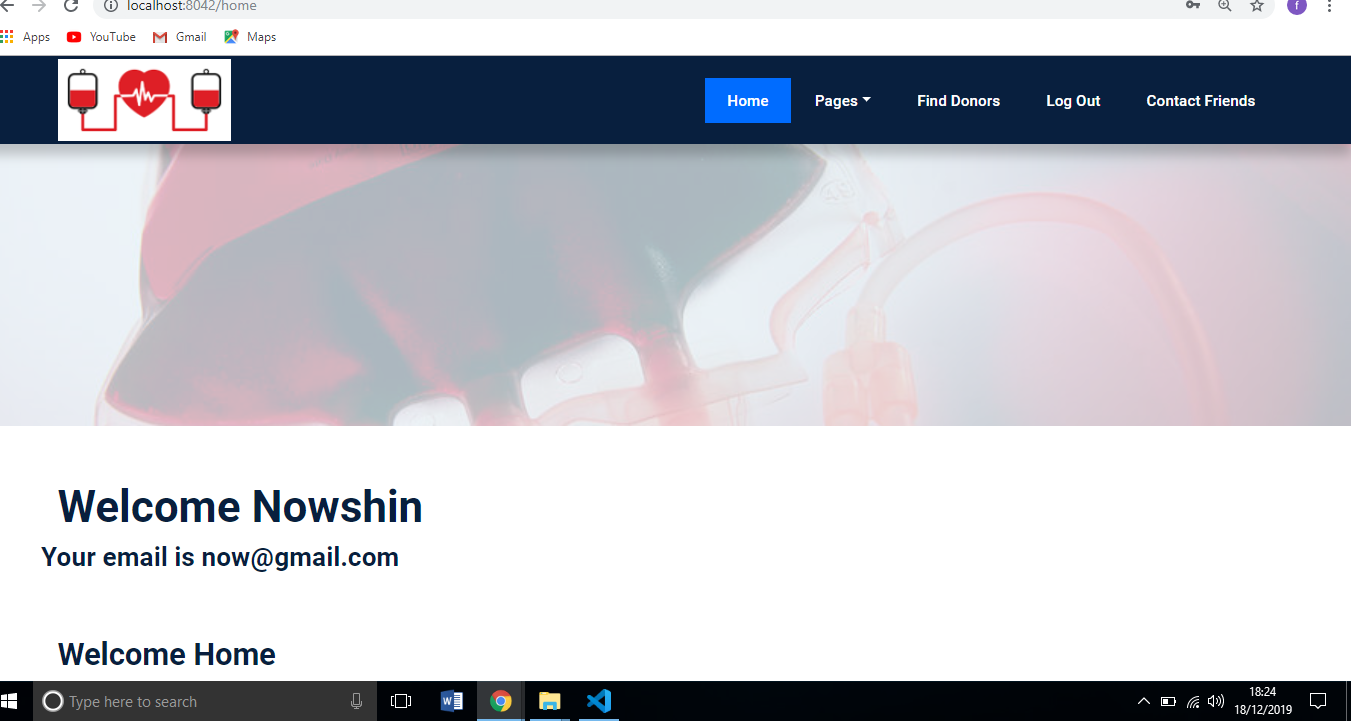 localhost:8042/home
f
Apps YouTube Gmail Maps
Home Pages Find Donors Log Out Contact Friends
Welcome Nowshin
Your email is now@gmail.com
Welcome Home
Type here to search
18:24
18/12/2019